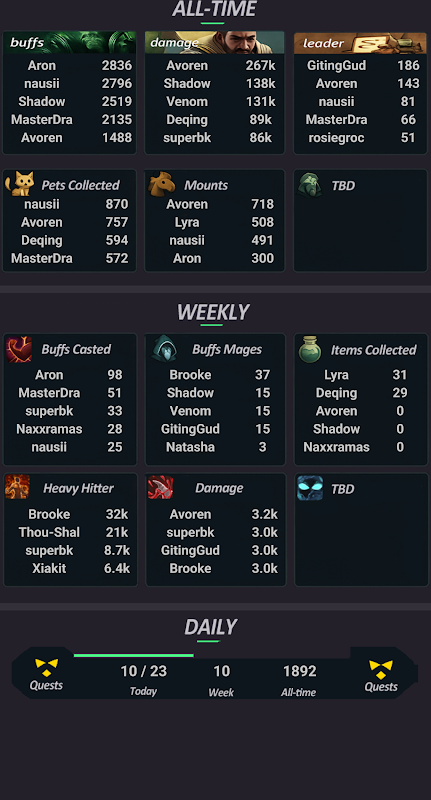 ALL-TIME
buffs
Aron 2836
nausii 2796
Shadow 2519
MasterDra 2135
Avoren 1488
damage
Avoren 267k
Shadow 138k
Venom 131k
Deqing 89k
superbk 86k
leader
GitingGud 186
Avoren 143
nausii 81
MasterDra 66
rosiegroc 51
Pets Collected
nausii 870
Avoren 757
Deqing 594
MasterDra 572
Mounts
Avoren 718
Lyra 508
nausii 491
Aron 300
TBD
WEEKLY
Buffs Casted
Aron 98
MasterDra 51
superbk 33
Naxxramas 28
nausii 25
Buffs Mages
Brooke 37
Shadow 15
Venom 15
GitingGud 15
Natasha 3
Items Collected
Lyra 31
Deqing 29
Avoren 0
Shadow 0
Naxxramas 0
Heavy Hitter
Brooke 32k
Thou-Shal 21k
superbk 8.7k
Xiakit 6.4k
Damage
Avoren 3.2k
superbk 3.0k
GitingGud 3.0k
Brooke 3.0k
TBD
DAILY
Quests
10 / 23
Today
10
Week
1892
All-time
Quests